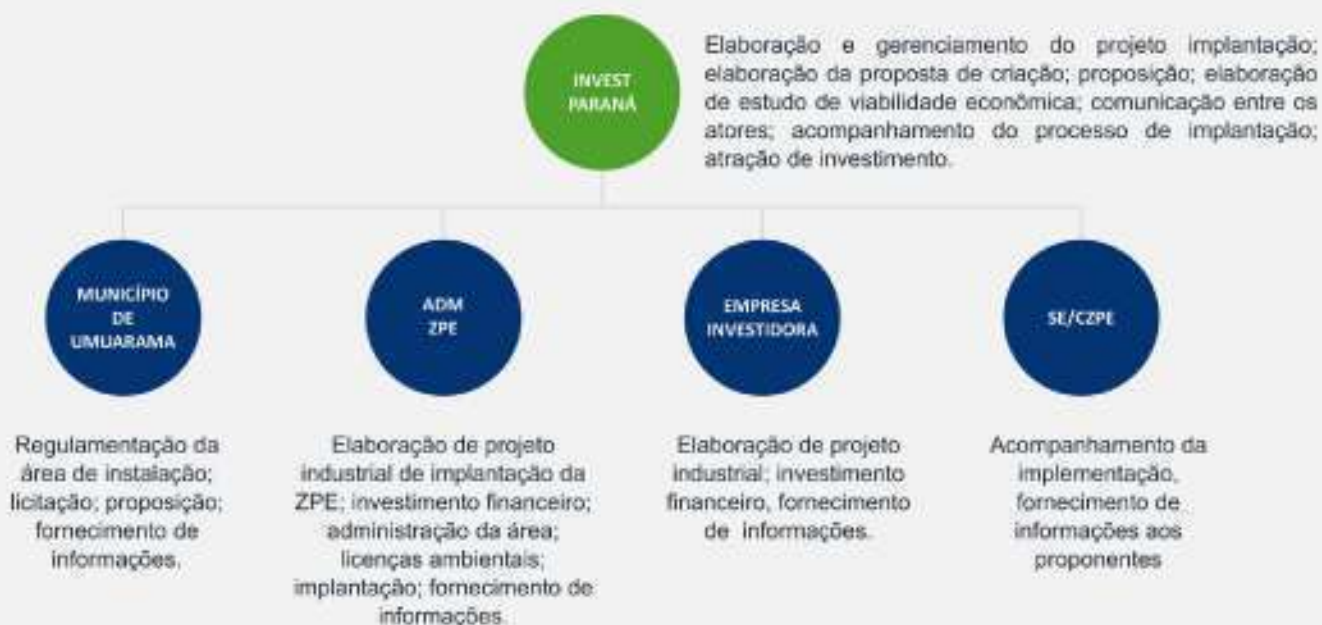 INVEST
PARANÁ
Elaboração e gerenciamento do projeto implantação;
elaboração da proposta de criação; proposição; elaboração
de estudo de viabilidade econômica; comunicação entre os
atores; acompanhamento do processo de implantação;
atração de investimento.
MUNICÍPIO
DE
UMUARAMA
ADM
ZPE
EMPRESA
INVESTIDORA
SE/CZPE
Regulamentação da
área de instalação;
licitação; proposição;
fornecimento de
informações.
Elaboração de projeto
industrial de implantação da
ZPE; investimento financeiro;
administração da área;
licenças ambientais;
implantação; fornecimento de
informações.
Elaboração de projeto
industrial; investimento
financeiro, fornecimento
de informações.
Acompanhamento da
implementação,
fornecimento de
informações aos
proponentes